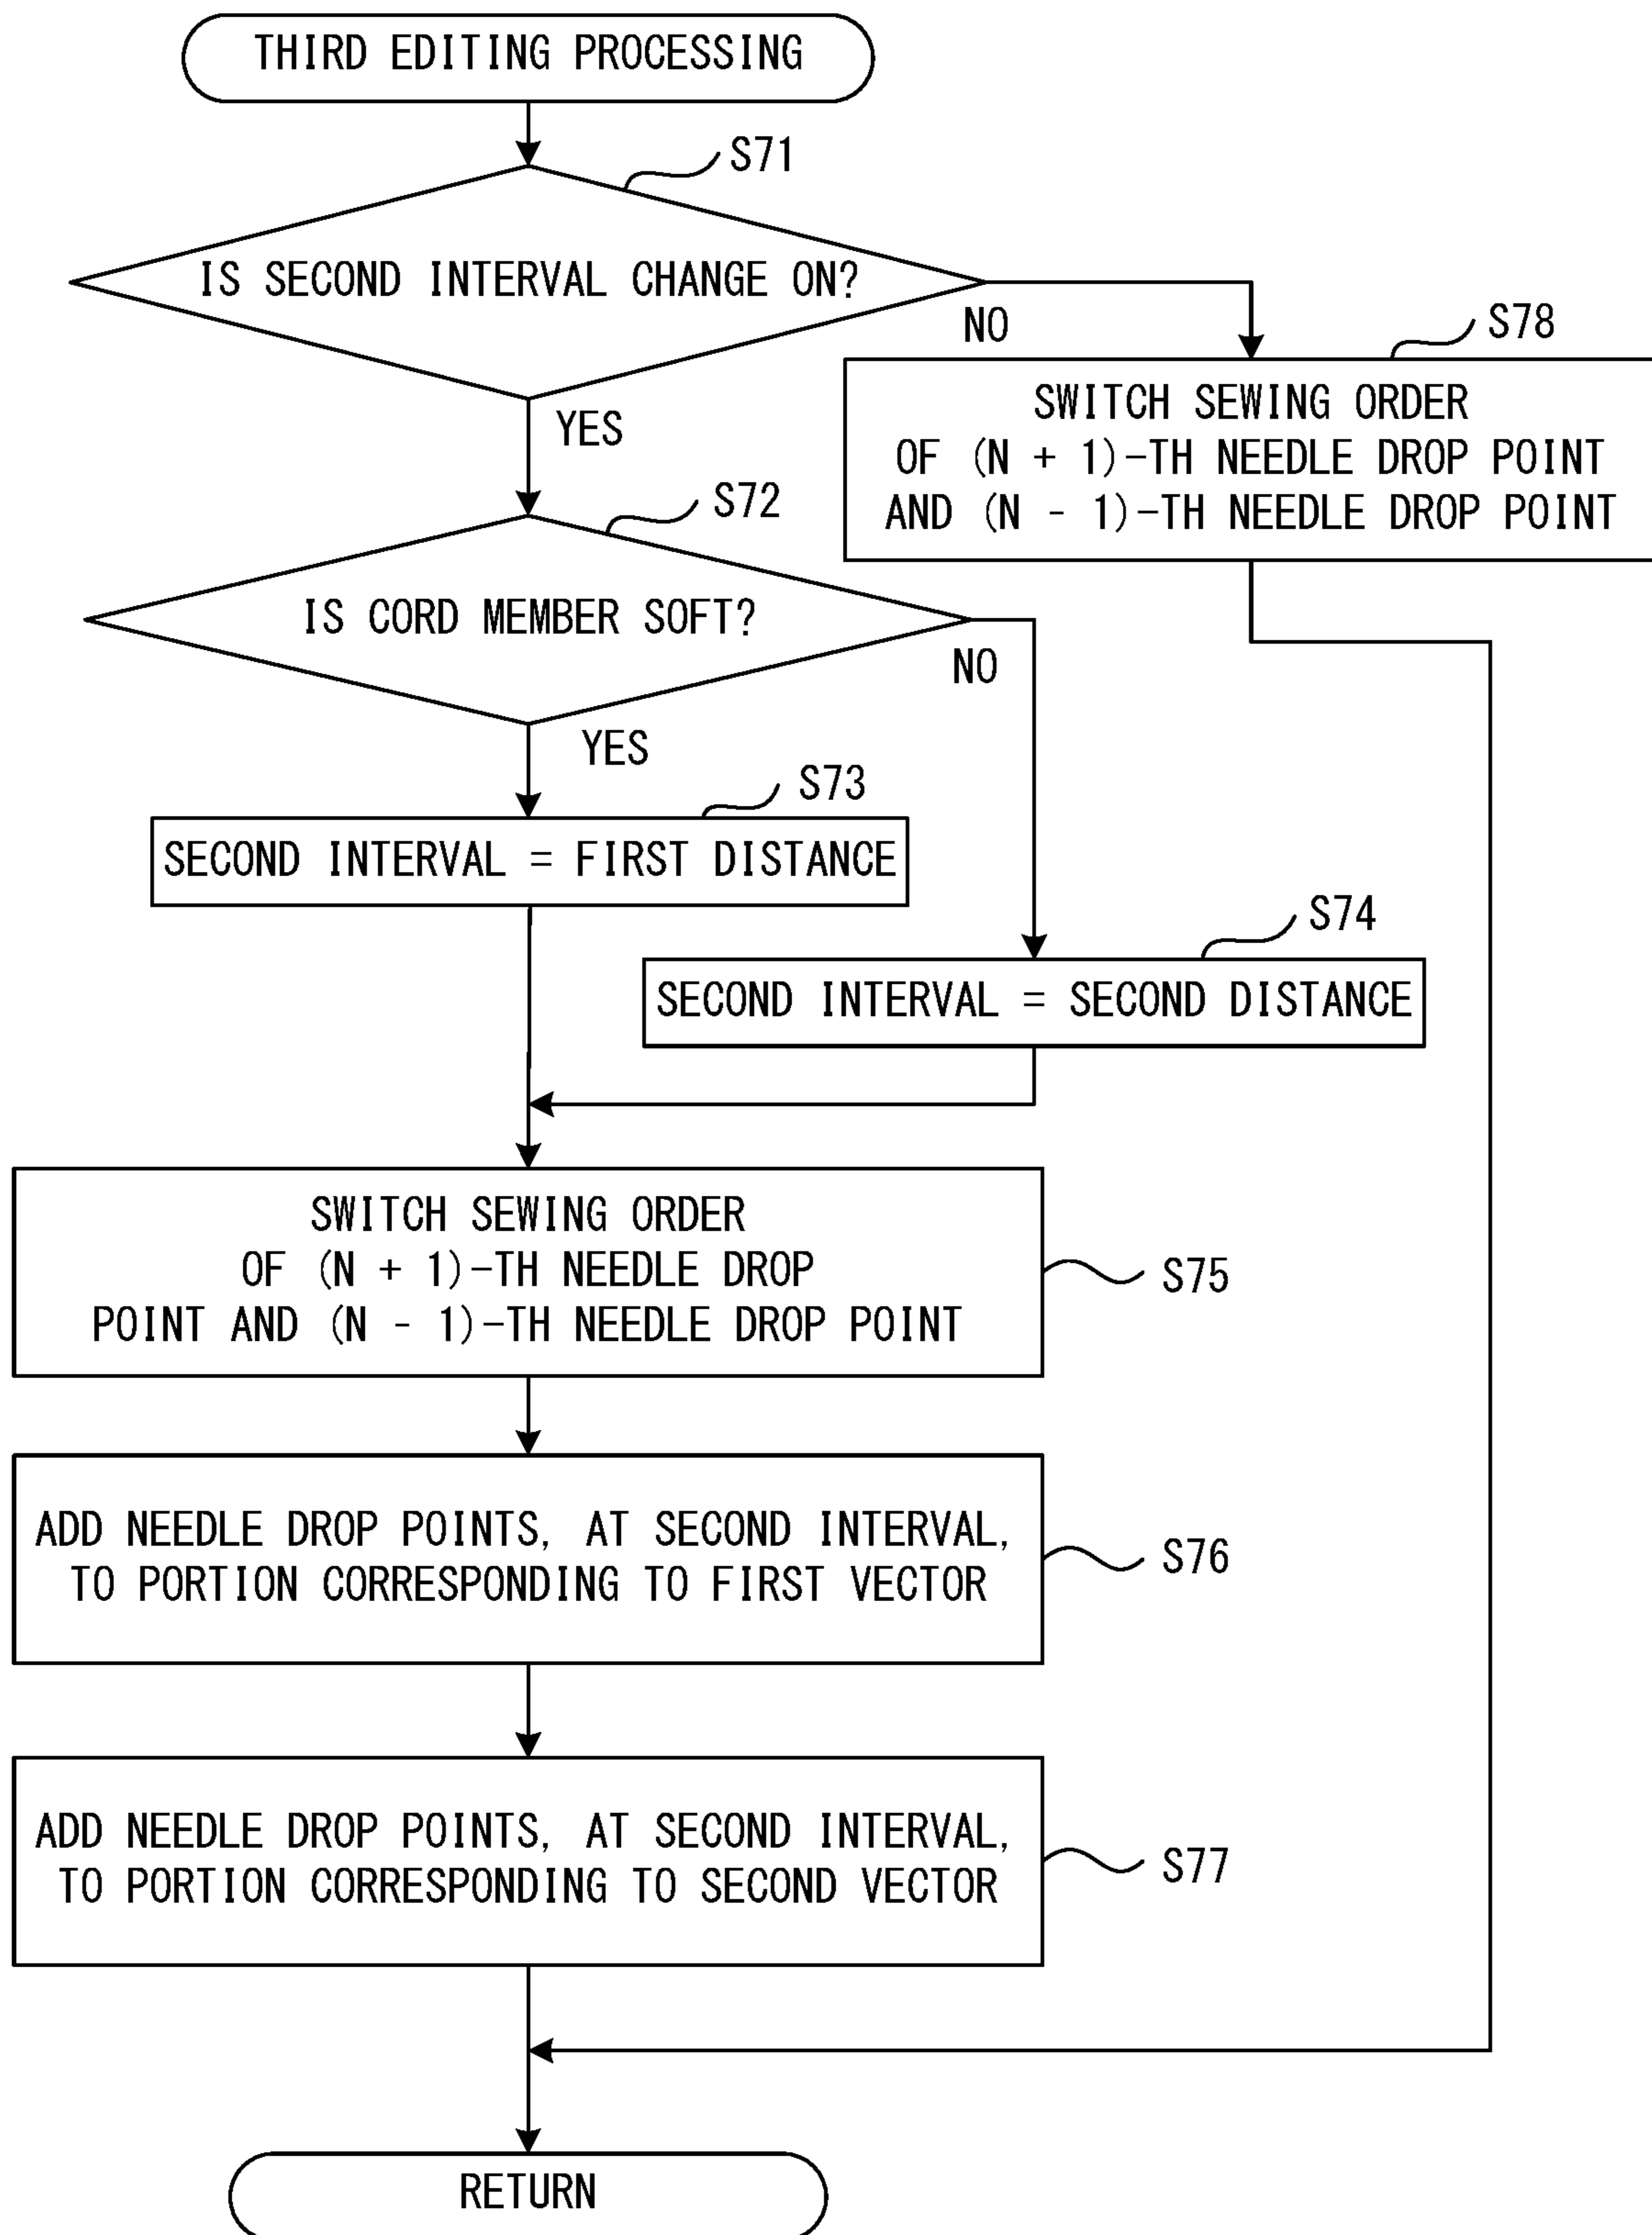 THIRD EDITING PROCESSING
S71
IS SECOND INTERVAL CHANGE ON?
NO
S78
SWITCH SEWING ORDER
OF (N + 1)-TH NEEDLE DROP POINT
AND (N - 1)-TH NEEDLE DROP POINT
YES
S72
IS CORD MEMBER SOFT?
NO
YES
S73
SECOND INTERVAL = FIRST DISTANCE
S74
SECOND INTERVAL = SECOND DISTANCE
SWITCH SEWING ORDER
OF (N + 1)-TH NEEDLE DROP
POINT AND (N - 1)-TH NEEDLE DROP POINT
S75
ADD NEEDLE DROP POINTS, AT SECOND INTERVAL,
TO PORTION CORRESPONDING TO FIRST VECTOR
S76
ADD NEEDLE DROP POINTS, AT SECOND INTERVAL,
TO PORTION CORRESPONDING TO SECOND VECTOR
S77
RETURN